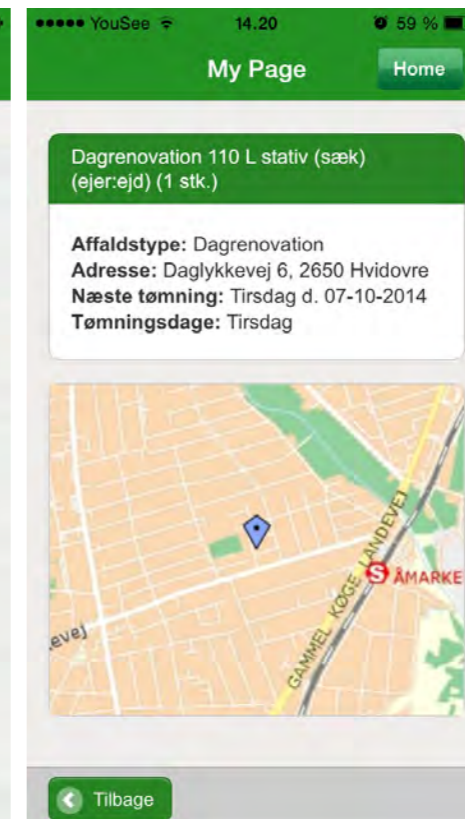 YouSee 14.20 59 %
My Page
Home
Dagrenovation 110 L stativ (sæk)
(ejer:ejd) (1 stk.)
Affaldstype: Dagrenovation
Adresse: Daglykkevej 6, 2650 Hvidovre
Næste tømning: Tirsdag d. 07-10-2014
Tømningsdage: Tirsdag
GAMMEL KØGE LANDEVEJ
S ÅMARKE
evej
Tilbage